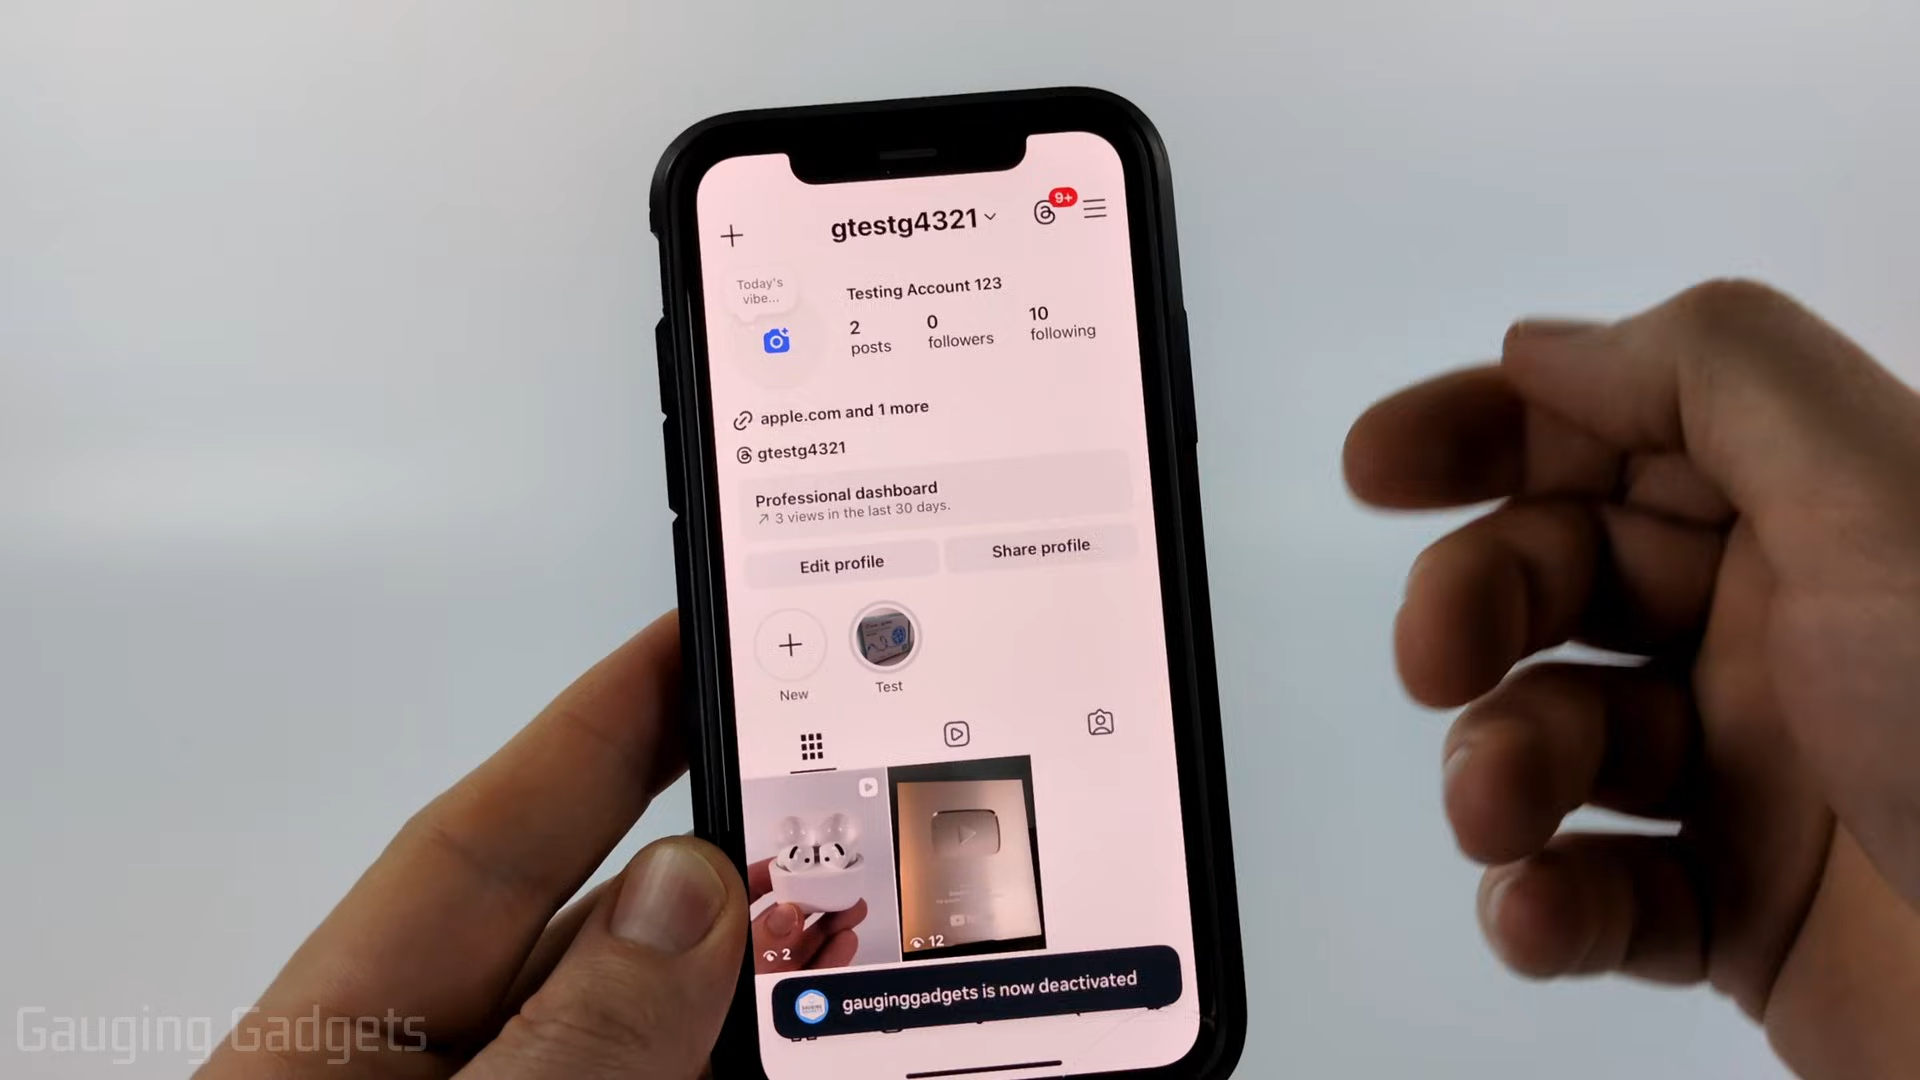 gtestg4321
9+
Today's
vibe...
Testing Account 123
2
posts
0
followers
10
following
apple.com and 1 more
gtestg4321
Professional dashboard
3 views in the last 30 days.
Edit profile
Share profile
New
Test
2
12
gauginggadgets is now deactivated
Gauging Gadgets